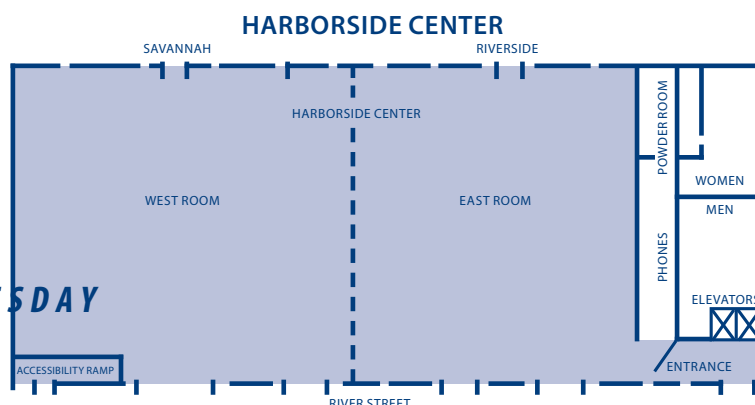 HARBORSIDE CENTER
SAVANNAH
RIVERSIDE
HARBORSIDE CENTER
POWDER ROOM
WOMEN
WEST ROOM
EAST ROOM
MEN
PHONES
SDAY
ELEVATORS
ENTRANCE
ACCESSIBILITY RAMP
RIVER STREET